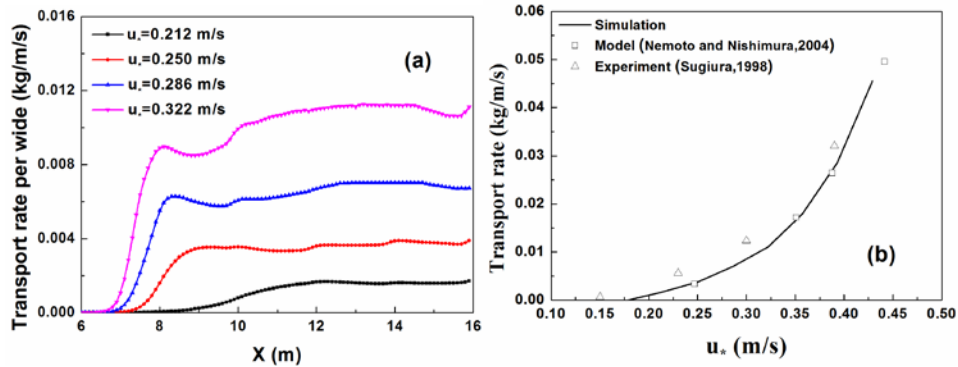 0.016
0.012
0.008
0.004
0.000
Transport rate per wide (kg/m/s)
u*=0.212 m/s
u*=0.250 m/s
u*=0.286 m/s
u*=0.322 m/s
(a)
6 8 10 12 14 16
X (m)
0.06
0.05
0.04
0.03
0.02
0.01
0.00
Transport rate (kg/m/s)
Simulation
Model (Nemoto and Nishimura,2004)
Experiment (Sugiura,1998)
(b)
0.10 0.15 0.20 0.25 0.30 0.35 0.40 0.45 0.50
u* (m/s)